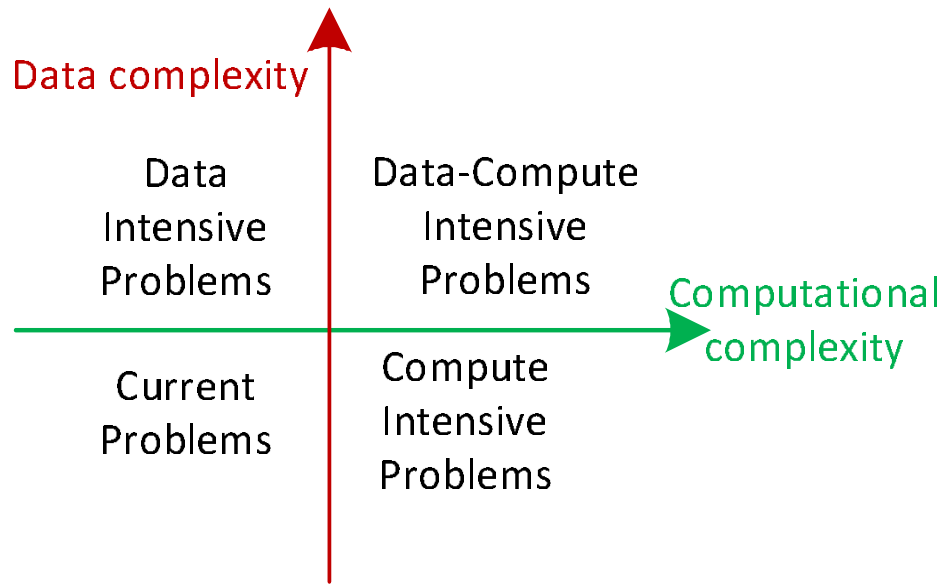 Data complexity
Data
Intensive
Problems
Data-Compute
Intensive
Problems
Computational
complexity
Current
Problems
Compute
Intensive
Problems